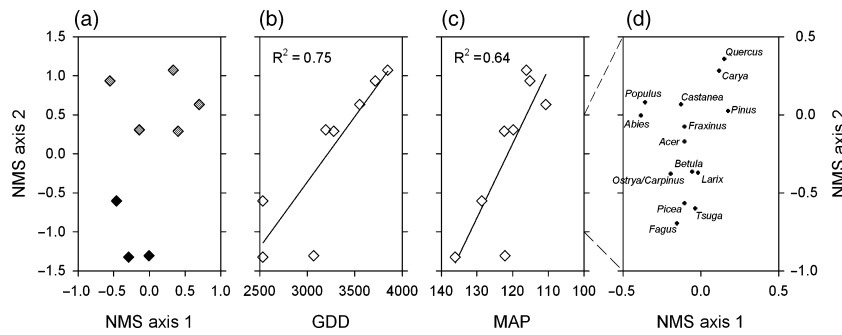 (a) (b) (c) (d)
1.5 1.0 0.5 0.0 −0.5 −1.0 −1.5
NMS axis 2
R² = 0.75
R² =0.64
Quercus
Carya
Populus
Castanea
Pinus
Abies
Fraxinus
Acer
Betula
Ostrya/Carpinus
Larix
Picea
Tsuga
Fagus
0.5 0.0 −0.5 −1.0
NMS axis 2
−1.0 −0.5 0.0 0.5 1.0
2500 3000 3500 4000
140 130 120 110 100
−0.5 0.0 0.5
NMS axis 1 GDD MAP NMS axis 1